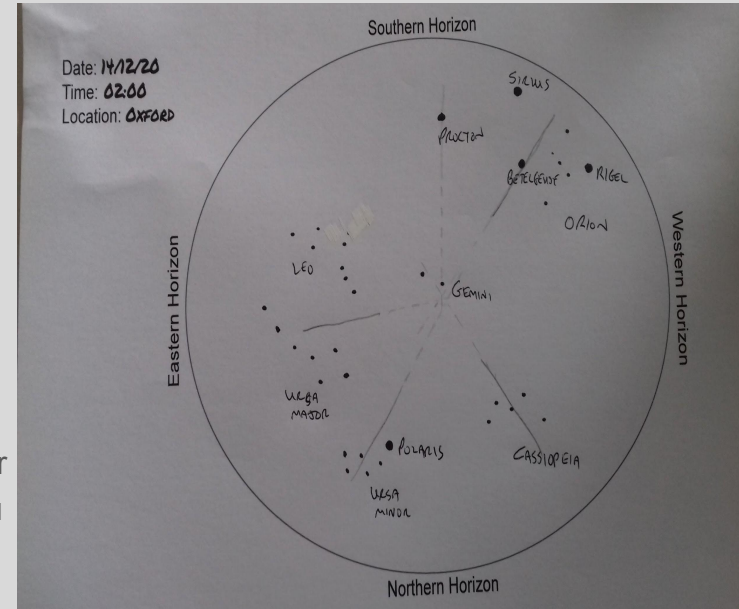 Southern Horizon
Date: 14/12/20
Time: 02:00
Location: OXFORD
SIRIUS
PROCYON
BETELGEUSE
RIGEL
ORION
LEO
GEMINI
Eastern Horizon
Western Horizon
URSA
MAJOR
POLARIS
CASSIOPEIA
URSA
MINOR
Northern Horizon